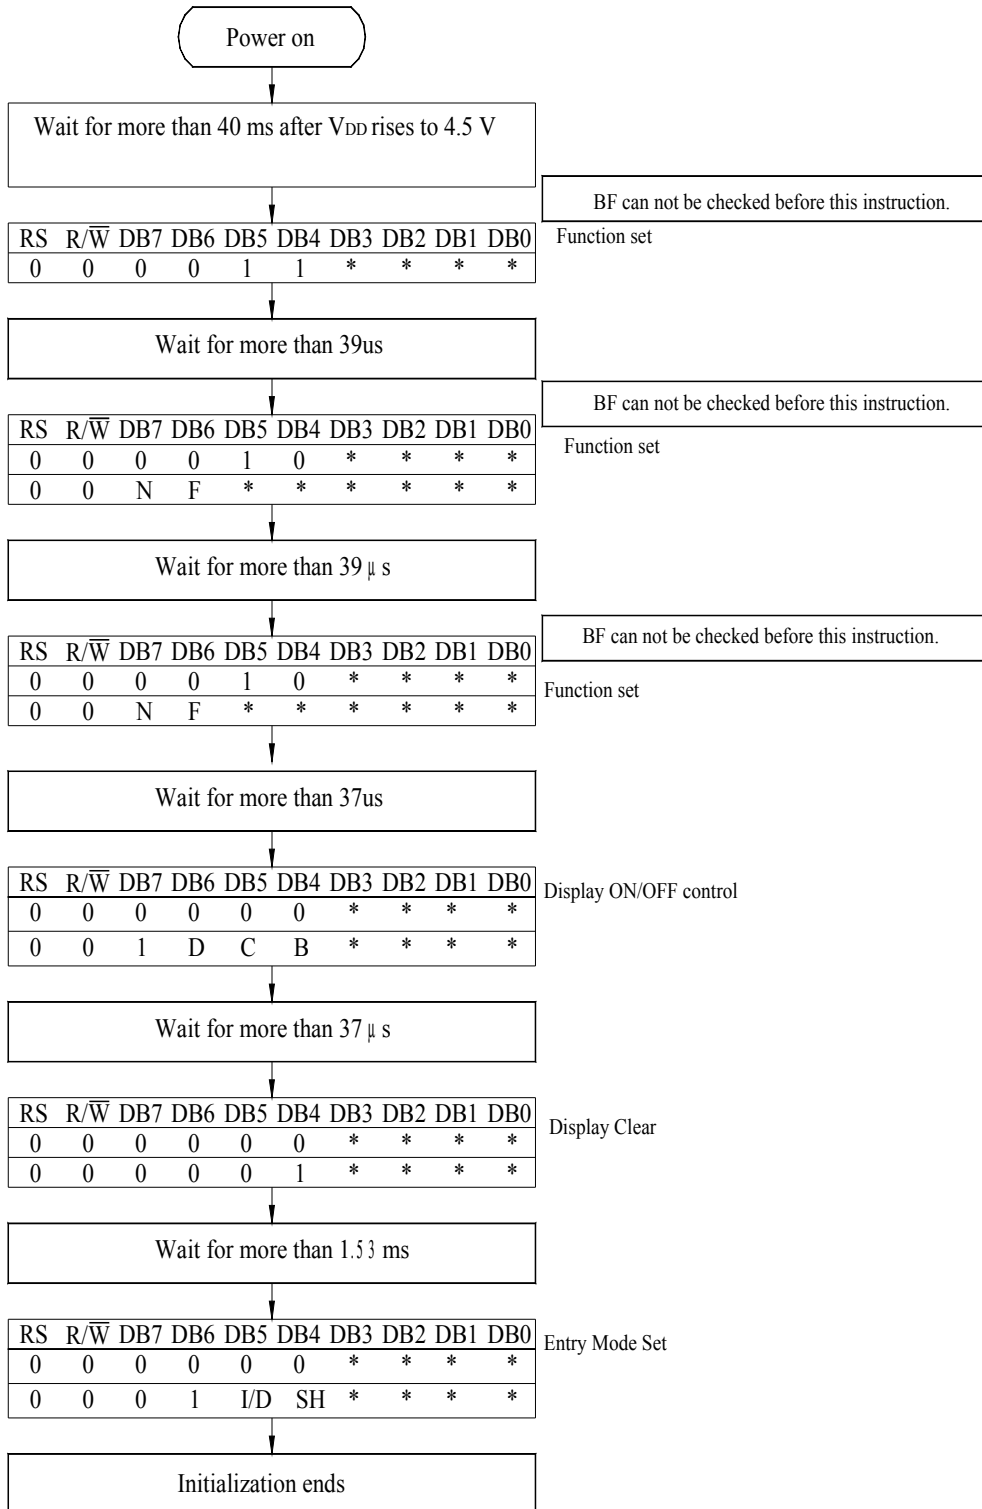 Power on
Wait for more than 40 ms after VDD rises to 4.5 V
BF can not be checked before this instruction.
RS R/W̅ DB7 DB6 DB5 DB4 DB3 DB2 DB1 DB0
Function set
0 0 0 0 1 1 * * * *
Wait for more than 39us
BF can not be checked before this instruction.
RS R/W̅ DB7 DB6 DB5 DB4 DB3 DB2 DB1 DB0
Function set
0 0 0 0 1 0 * * * *
0 0 N F * * * * * *
Wait for more than 39 μ s
BF can not be checked before this instruction.
RS R/W̅ DB7 DB6 DB5 DB4 DB3 DB2 DB1 DB0
0 0 0 0 1 0 * * * *
Function set
0 0 N F * * * * * *
Wait for more than 37us
RS R/W̅ DB7 DB6 DB5 DB4 DB3 DB2 DB1 DB0
Display ON/OFF control
0 0 0 0 0 0 * * * *
0 0 1 D C B * * * *
Wait for more than 37 μ s
RS R/W̅ DB7 DB6 DB5 DB4 DB3 DB2 DB1 DB0
Display Clear
0 0 0 0 0 0 * * * *
0 0 0 0 0 1 * * * *
Wait for more than 1.53 ms
RS R/W̅ DB7 DB6 DB5 DB4 DB3 DB2 DB1 DB0
Entry Mode Set
0 0 0 0 0 0 * * * *
0 0 0 1 I/D SH * * * *
Initialization ends